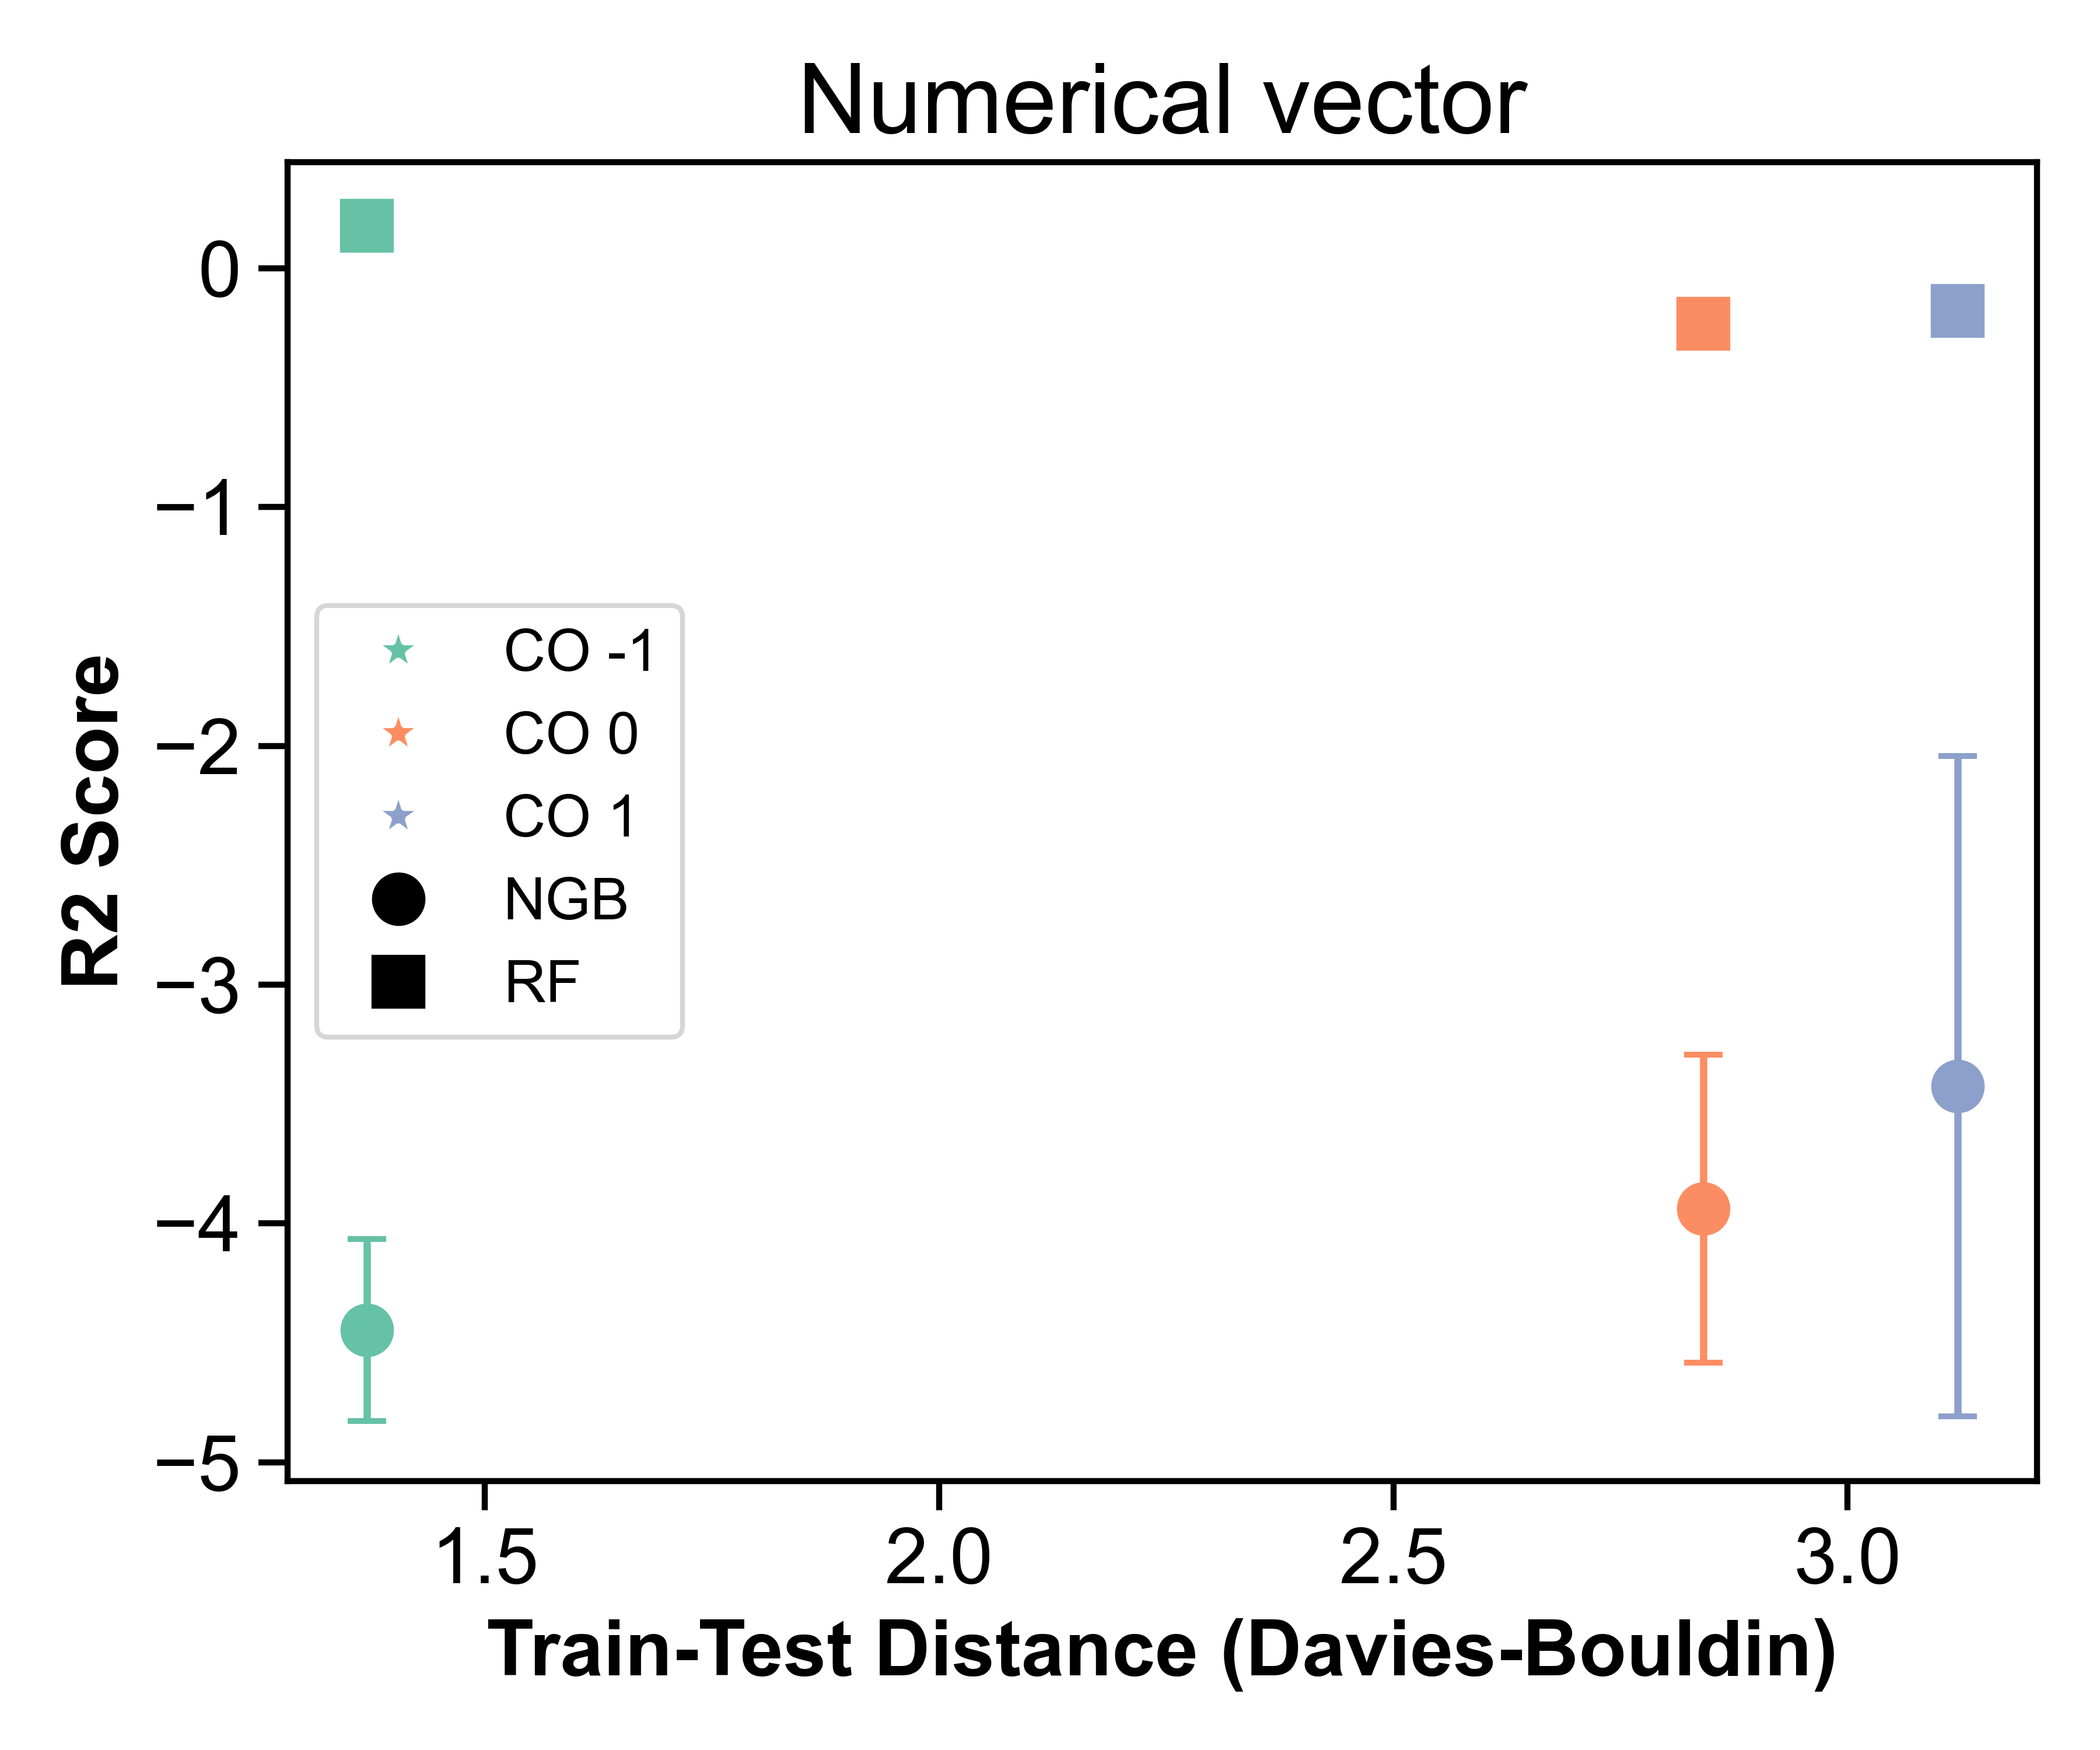 Numerical vector
0
−1
−2
−3
−4
−5
R2 Score
CO -1
CO 0
CO 1
NGB
RF
1.5
2.0
2.5
3.0
Train-Test Distance (Davies-Bouldin)